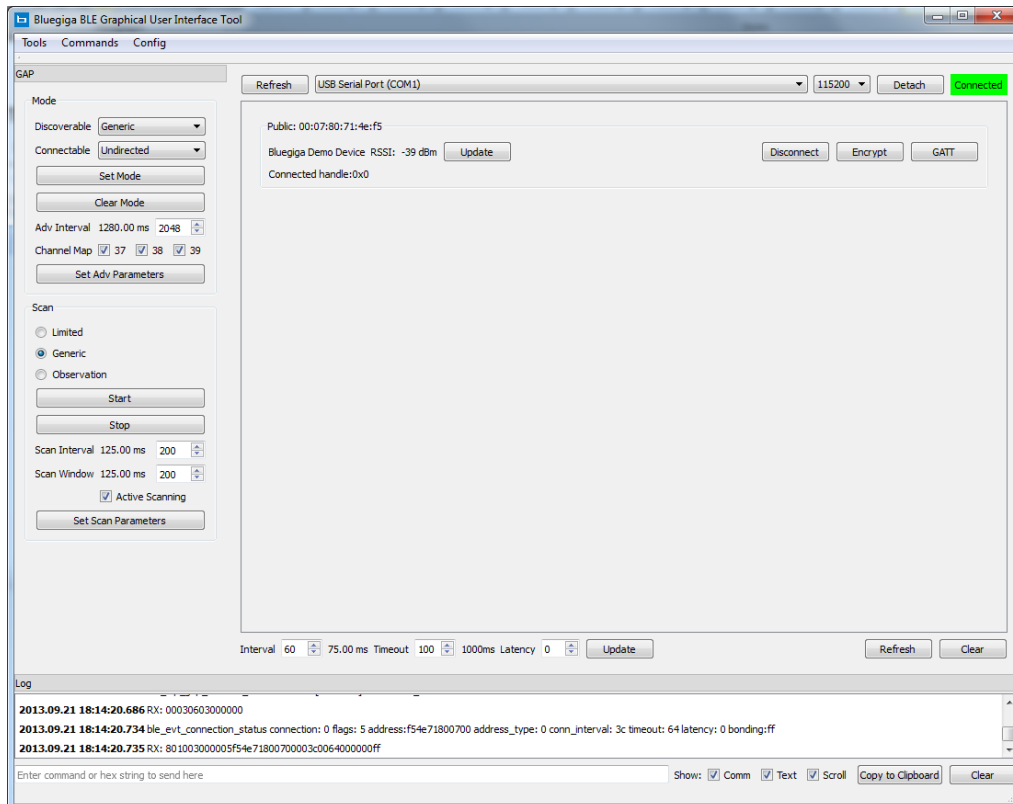 Bluegiga BLE Graphical User Interface Tool
Tools Commands Config
GAP
Mode
Discoverable Generic
Connectable Undirected
Set Mode
Clear Mode
Adv Interval 1280.00 ms 2048
Channel Map 37 38 39
Set Adv Parameters
Scan
Limited
Generic
Observation
Start
Stop
Scan Interval 125.00 ms 200
Scan Window 125.00 ms 200
Active Scanning
Set Scan Parameters
Refresh USB Serial Port (COM1) 115200 Detach Connected
Public: 00:07:80:71:4e:f5
Bluegiga Demo Device RSSI: -39 dBm Update Disconnect Encrypt GATT
Connected handle:0x0
Interval 60 75.00 ms Timeout 100 1000ms Latency 0 Update Refresh Clear
Log
2013.09.21 18:14:20.686 RX: 00030603000000
2013.09.21 18:14:20.734 ble_evt_connection_status connection: 0 flags: 5 address:f54e71800700 address_type: 0 conn_interval: 3c timeout: 64 latency: 0 bonding:ff
2013.09.21 18:14:20.735 RX: 801003000005f54e71800700003c0064000000ff
Enter command or hex string to send here Show: Comm Text Scroll Copy to Clipboard Clear